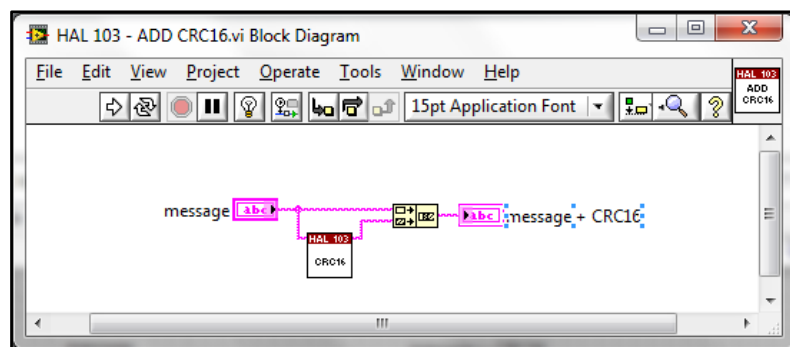 HAL 103 - ADD CRC16.vi Block Diagram
File Edit View Project Operate Tools Window Help
HAL 103
ADD
CRC16
15pt Application Font
message abc abc message + CRC16
HAL 103
CRC16